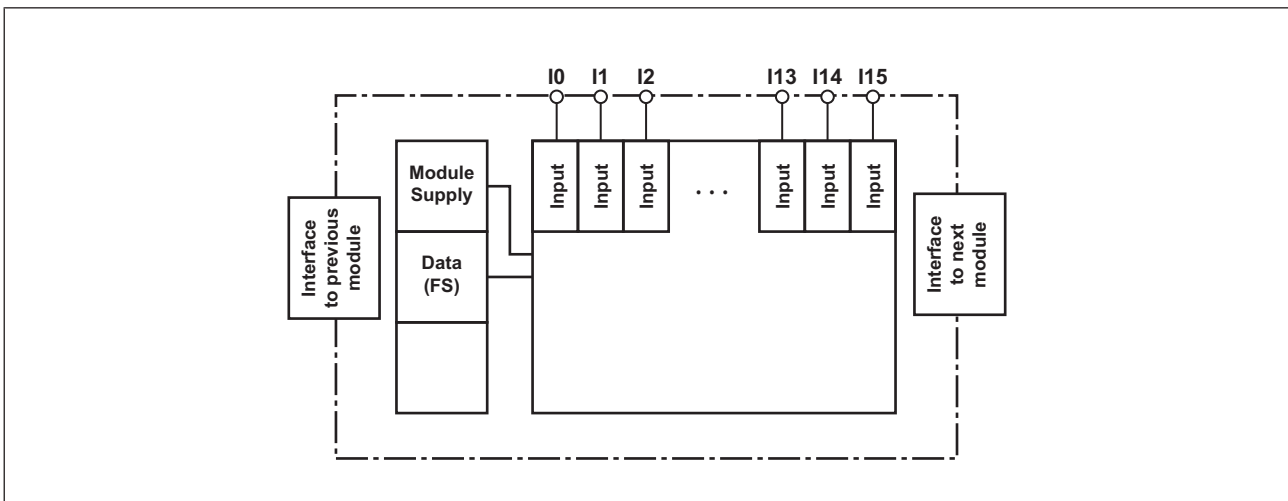 I0 I1 I2 I13 I14 I15
Input Input Input ... Input Input Input
Module
Supply
Data
(FS)
Interface
to previous
module
Interface
to next
module